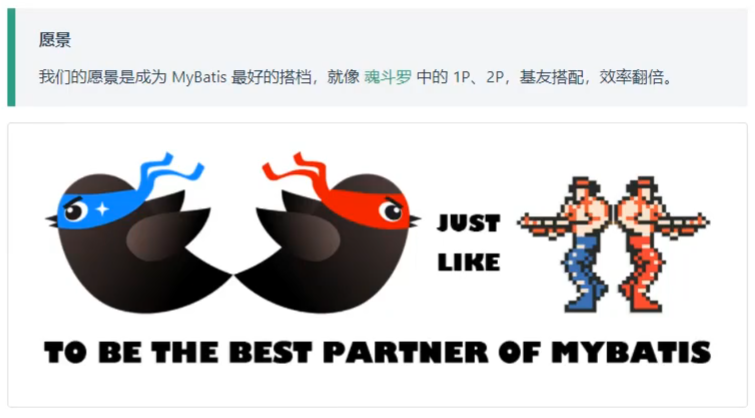 愿景
我们的愿景是成为 MyBatis 最好的搭档，就像 魂斗罗 中的 1P、2P，基友搭配，效率翻倍。
JUST
LIKE
TO BE THE BEST PARTNER OF MYBATIS